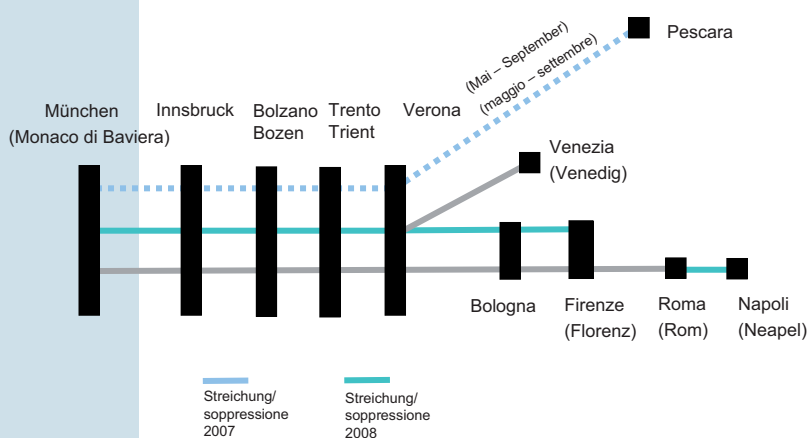 Pescara
(Mai – September)
(maggio – settembre)
München
(Monaco di Baviera)
Innsbruck
Bolzano
Bozen
Trento
Trient
Verona
Venezia
(Venedig)
Bologna
Firenze
(Florenz)
Roma
(Rom)
Napoli
(Neapel)
Streichung/
soppressione
2007
Streichung/
soppressione
2008